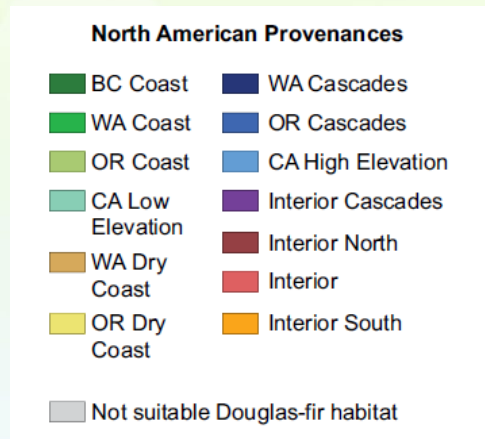 North American Provenances
BC Coast
WA Coast
OR Coast
CA Low
Elevation
WA Dry
Coast
OR Dry
Coast
WA Cascades
OR Cascades
CA High Elevation
Interior Cascades
Interior North
Interior
Interior South
Not suitable Douglas-fir habitat